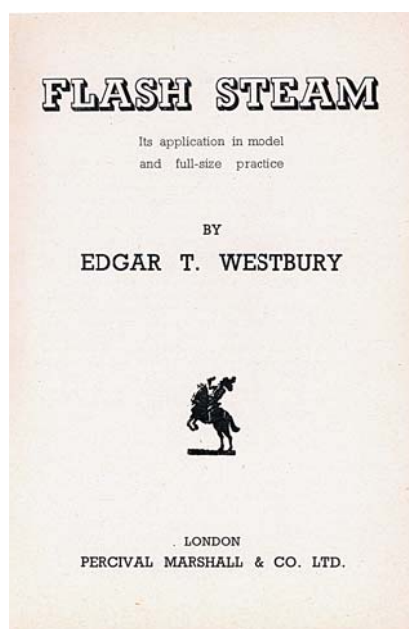 FLASH STEAM
Its application in model
and full-size practice
BY
EDGAR T. WESTBURY
LONDON
PERCIVAL MARSHALL & CO. LTD.